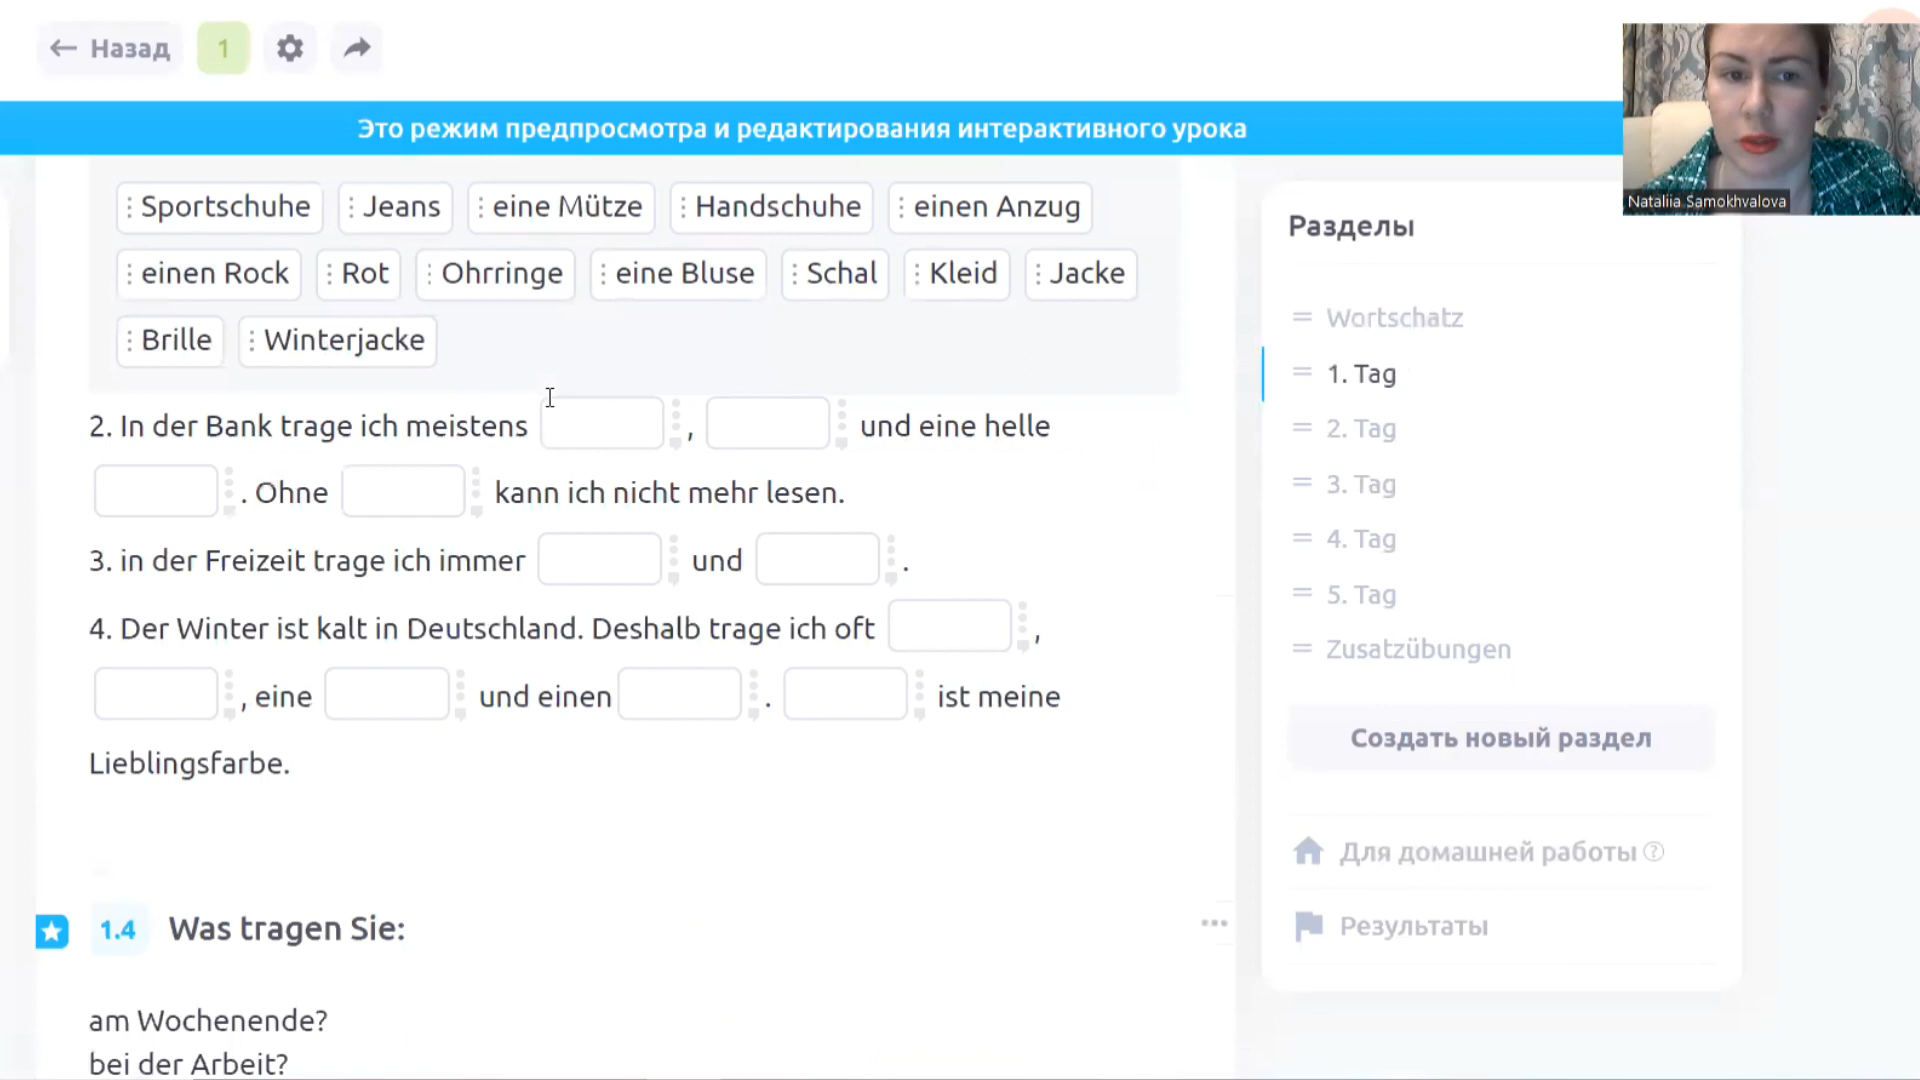 Назад
1
Это режим предпросмотра и редактирования интерактивного урока
Nataliia Samokhvalova
Sportschuhe Jeans eine Mütze Handschuhe einen Anzug
einen Rock Rot Ohrringe eine Bluse Schal Kleid Jacke
Brille Winterjacke
2. In der Bank trage ich meistens , und eine helle
. Ohne kann ich nicht mehr lesen.
3. in der Freizeit trage ich immer und .
4. Der Winter ist kalt in Deutschland. Deshalb trage ich oft ,
, eine und einen . ist meine
Lieblingsfarbe.
1.4 Was tragen Sie:
am Wochenende?
bei der Arbeit?
Разделы
Wortschatz
1. Tag
2. Tag
3. Tag
4. Tag
5. Tag
Zusatzübungen
Создать новый раздел
Для домашней работы ?
Результаты